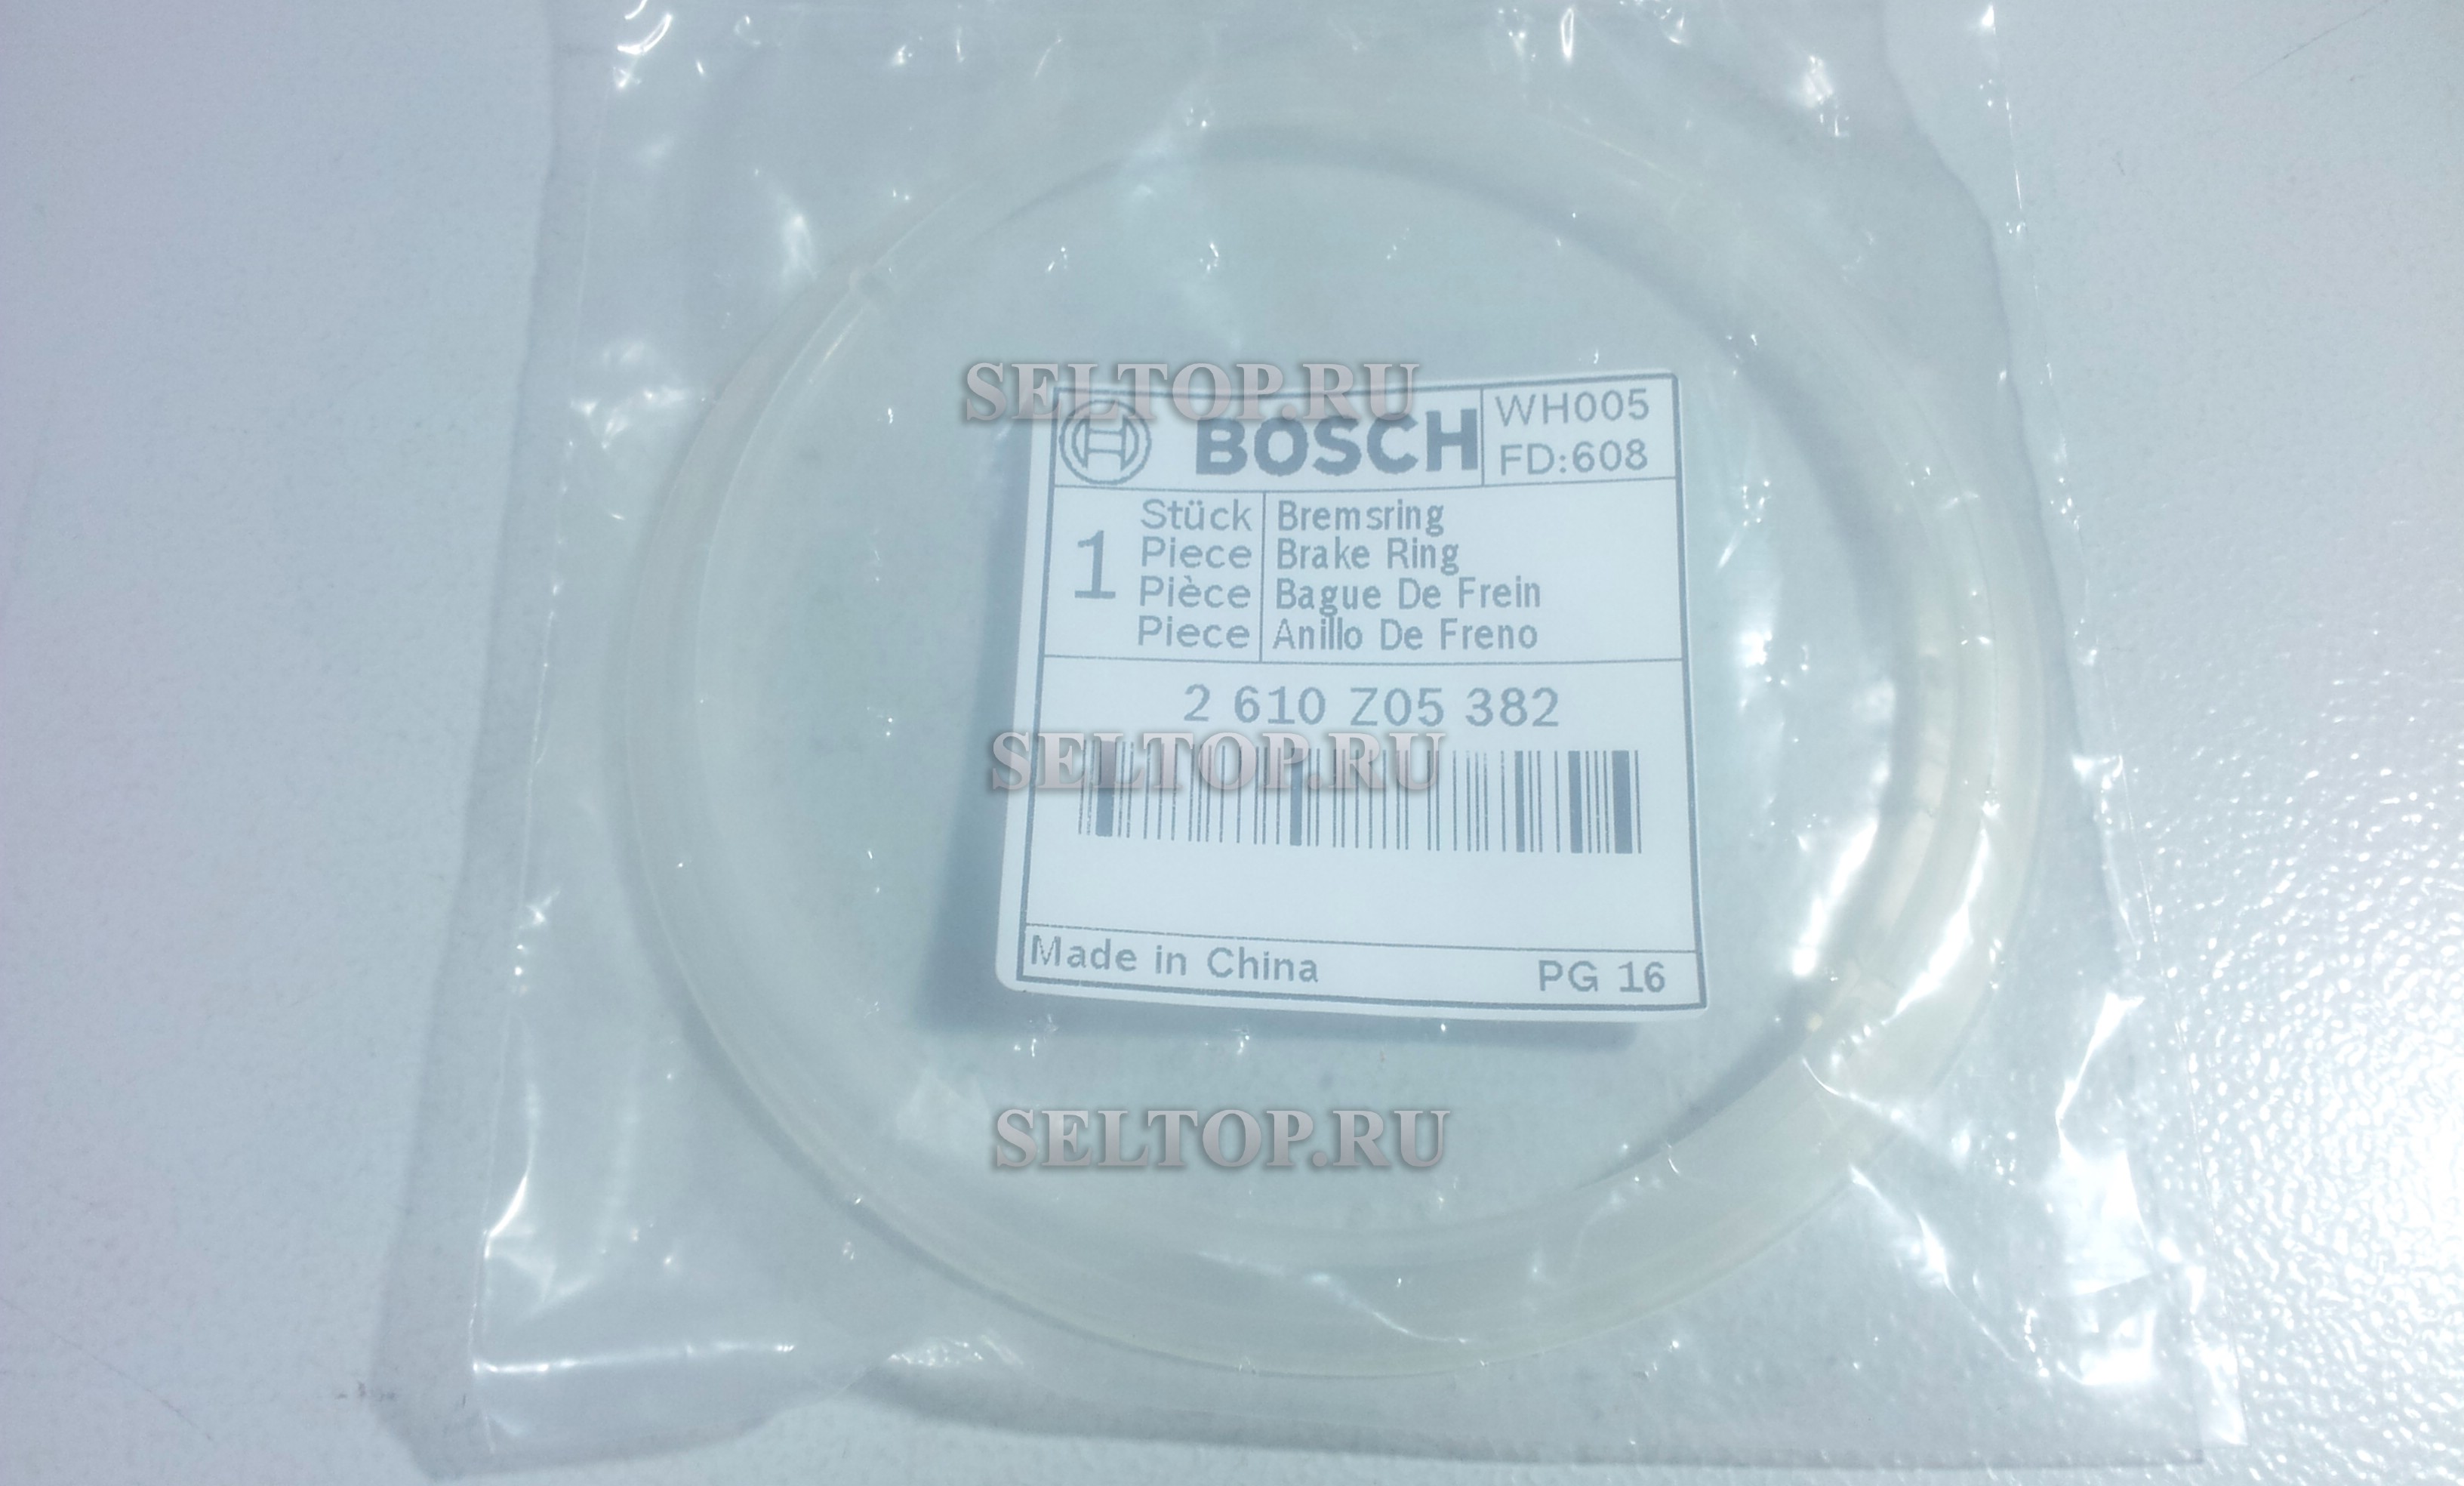 SELTOP.RU
BOSCH
WH005
FD:608
1
Stück
Piece
Pièce
Piece
Bremsring
Brake Ring
Bague De Frein
Anillo De Freno
2 610 Z05 382
SELTOP.RU
Made in China
PG 16
SELTOP.RU